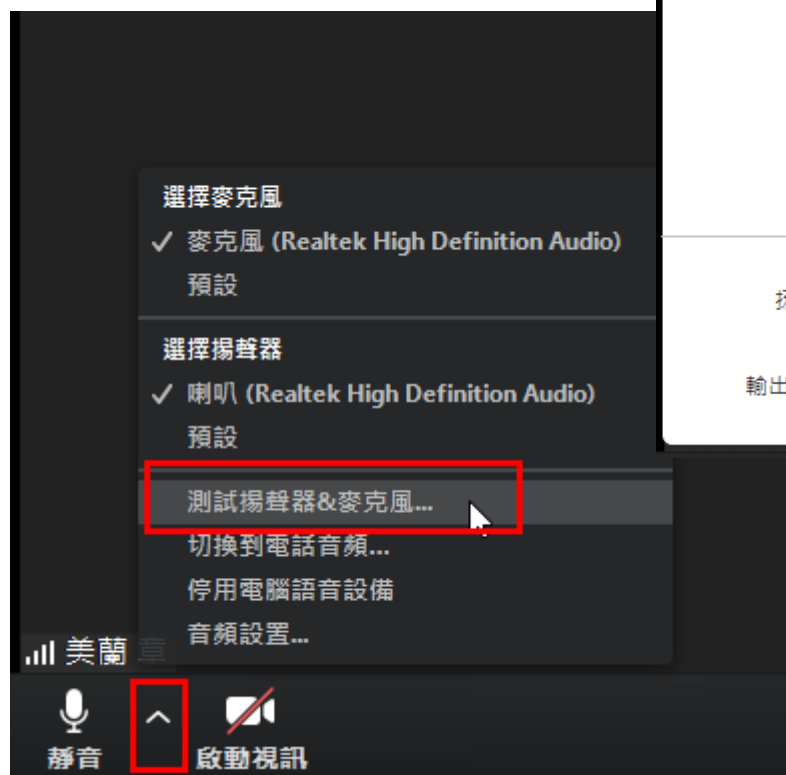 選擇麥克風
✓ 麥克風 (Realtek High Definition Audio)
預設
選擇揚聲器
✓ 喇叭 (Realtek High Definition Audio)
預設
測試揚聲器&麥克風...
切換到電話音頻...
停用電腦語音設備
音頻設置...
美蘭 章
靜音
啟動視訊
輸出